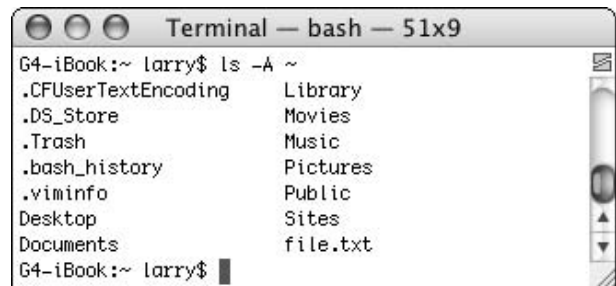 Terminal — bash — 51x9
G4-iBook:~ larry$ ls -A ~
.CFUserTextEncoding Library
.DS_Store Movies
.Trash Music
.bash_history Pictures
.viminfo Public
Desktop Sites
Documents file.txt
G4-iBook:~ larry$